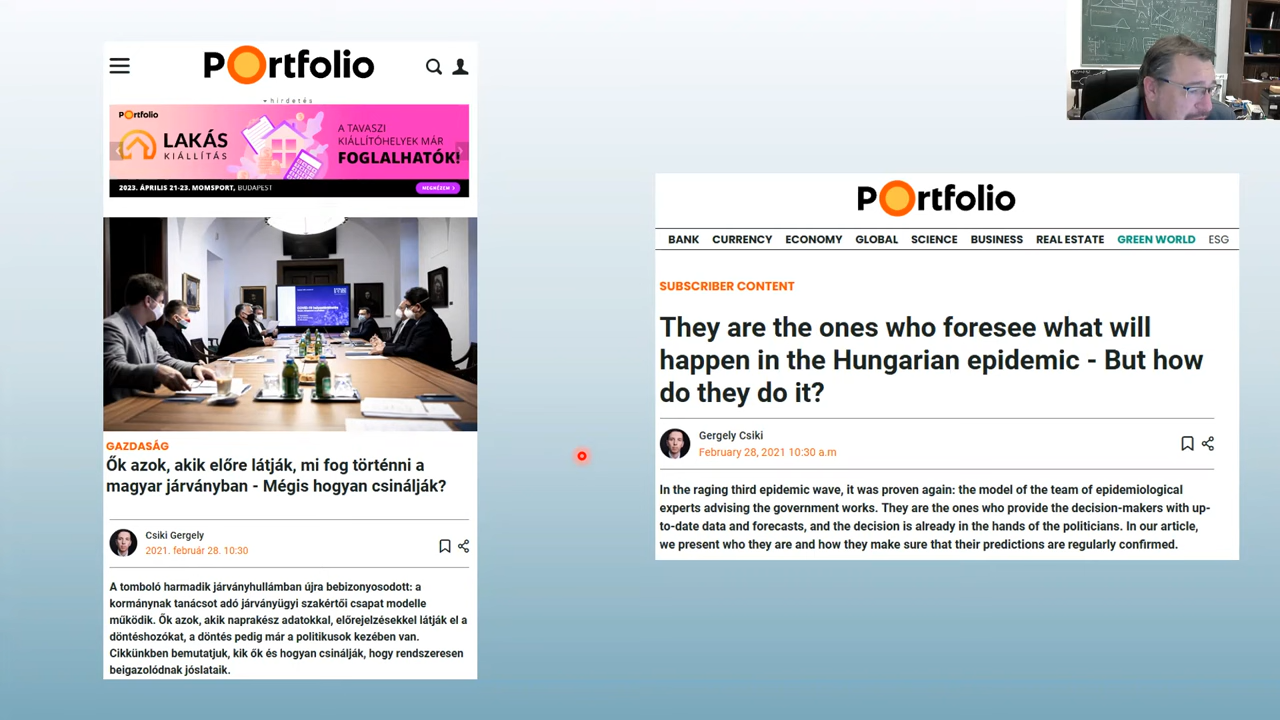 Portfolio
hirdetés
Portfolio
LAKÁS
KIÁLLÍTÁS
A TAVASZI
KIÁLLÍTÓHELYEK MÁR
FOGLALHATÓK!
2023. ÁPRILIS 21-23. MOMSPORT, BUDAPEST
MEGNÉZEM
GAZDASÁG
Ők azok, akik előre látják, mi fog történni a
magyar járványban - Mégis hogyan csinálják?
Csiki Gergely
2021. február 28. 10:30
A tomboló harmadik járványhullámban újra bebizonyosodott: a
kormánynak tanácsot adó járványügyi szakértői csapat modelle
működik. Ők azok, akik naprakész adatokkal, előrejelzésekkel látják el a
döntéshozókat, a döntés pedig már a politikusok kezében van.
Cikkünkben bemutatjuk, kik ők és hogyan csinálják, hogy rendszeresen
beigazolódnak jóslataik.
Portfolio
BANK CURRENCY ECONOMY GLOBAL SCIENCE BUSINESS REAL ESTATE GREEN WORLD ESG
SUBSCRIBER CONTENT
They are the ones who foresee what will
happen in the Hungarian epidemic - But how
do they do it?
Gergely Csiki
February 28, 2021 10:30 a.m
In the raging third epidemic wave, it was proven again: the model of the team of epidemiological
experts advising the government works. They are the ones who provide the decision-makers with up-
to-date data and forecasts, and the decision is already in the hands of the politicians. In our article,
we present who they are and how they make sure that their predictions are regularly confirmed.